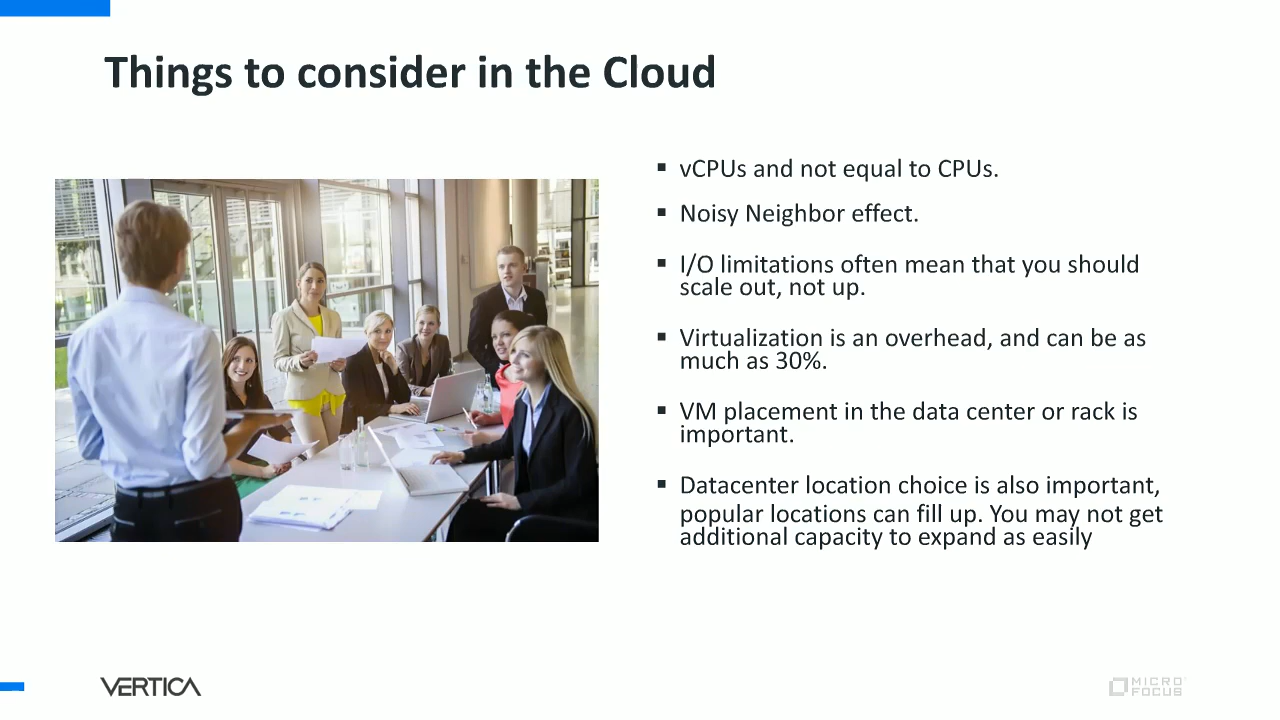 Things to consider in the Cloud
▪ vCPUs and not equal to CPUs.
▪ Noisy Neighbor effect.
▪ I/O limitations often mean that you should
scale out, not up.
▪ Virtualization is an overhead, and can be as
much as 30%.
▪ VM placement in the data center or rack is
important.
▪ Datacenter location choice is also important,
popular locations can fill up. You may not get
additional capacity to expand as easily
VERTICA
MICRO
FOCUS